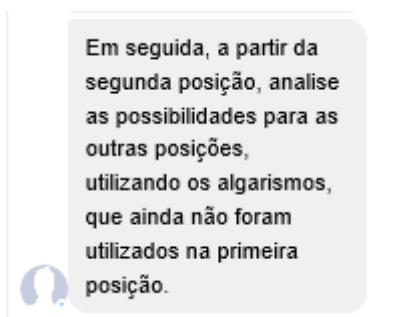 Em seguida, a partir da
segunda posição, analise
as possibilidades para as
outras posições,
utilizando os algarismos,
que ainda não foram
utilizados na primeira
posição.